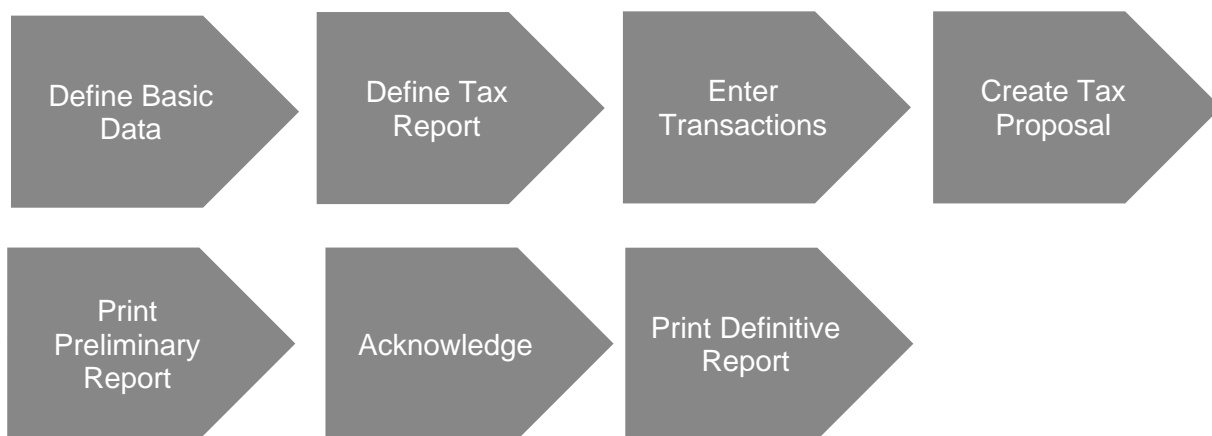 Define Basic
Data
Define Tax
Report
Enter
Transactions
Create Tax
Proposal
Print
Preliminary
Report
Acknowledge
Print Definitive
Report